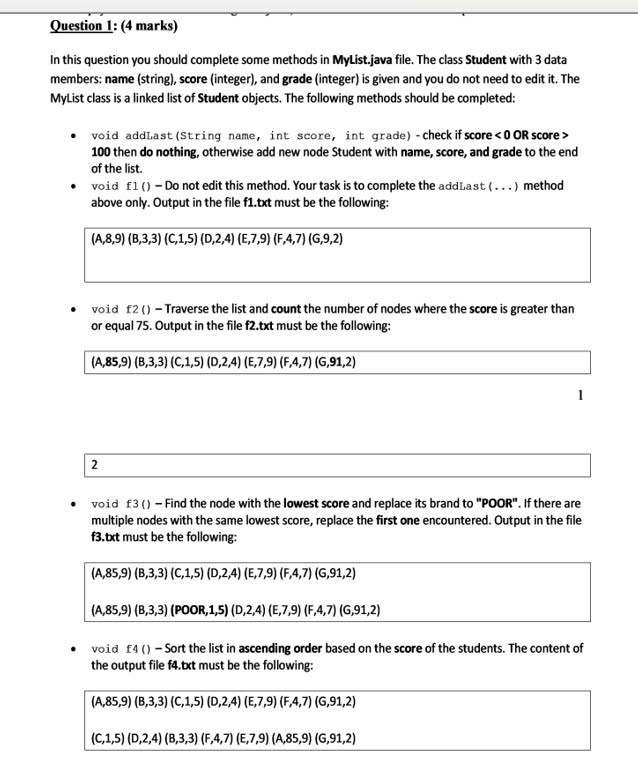 Question 1: (4 marks)
In this question you should complete some methods in MyList.java file. The class Student with 3 data
members: name (string), score (integer), and grade (integer) is given and you do not need to edit it. The
MyList class is a linked list of Student objects. The following methods should be completed:
• void addLast(String name, int score, int grade) - check if score < 0 OR score >
100 then do nothing, otherwise add new node Student with name, score, and grade to the end
of the list.
• void f1() – Do not edit this method. Your task is to complete the addLast(...) method
above only. Output in the file f1.txt must be the following:
(A,8,9) (B,3,3) (C,1,5) (D,2,4) (E,7,9) (F,4,7) (G,9,2)
• void f2() – Traverse the list and count the number of nodes where the score is greater than
or equal 75. Output in the file f2.txt must be the following:
(A,85,9) (B,3,3) (C,1,5) (D,2,4) (E,7,9) (F,4,7) (G,91,2)
1
2
• void f3() – Find the node with the lowest score and replace its brand to "POOR". If there are
multiple nodes with the same lowest score, replace the first one encountered. Output in the file
f3.txt must be the following:
(A,85,9) (B,3,3) (C,1,5) (D,2,4) (E,7,9) (F,4,7) (G,91,2)
(A,85,9) (B,3,3) (POOR,1,5) (D,2,4) (E,7,9) (F,4,7) (G,91,2)
• void f4() – Sort the list in ascending order based on the score of the students. The content of
the output file f4.txt must be the following:
(A,85,9) (B,3,3) (C,1,5) (D,2,4) (E,7,9) (F,4,7) (G,91,2)
(C,1,5) (D,2,4) (B,3,3) (F,4,7) (E,7,9) (A,85,9) (G,91,2)